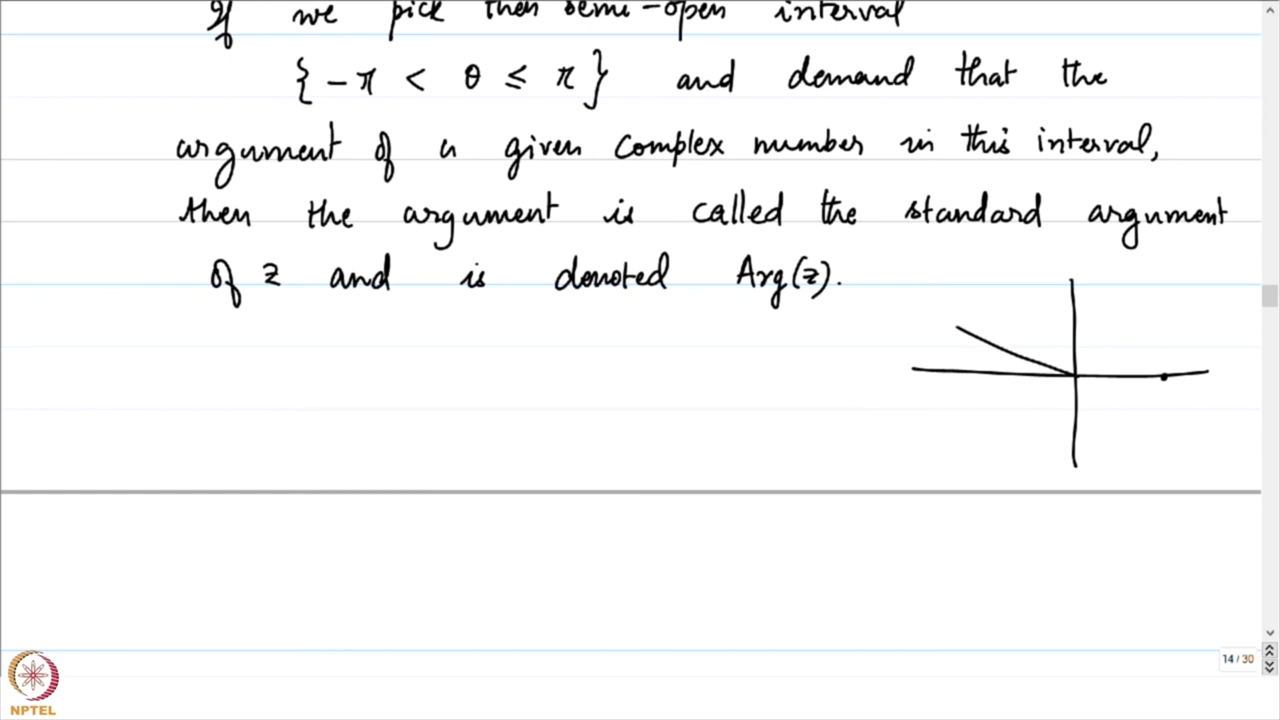 If we pick then semi-open interval
{-π < θ ≤ π} and demand that the
argument of a given complex number in this interval,
then the argument is called the standard argument
of z and is denoted Arg(z).
14 / 30
NPTEL